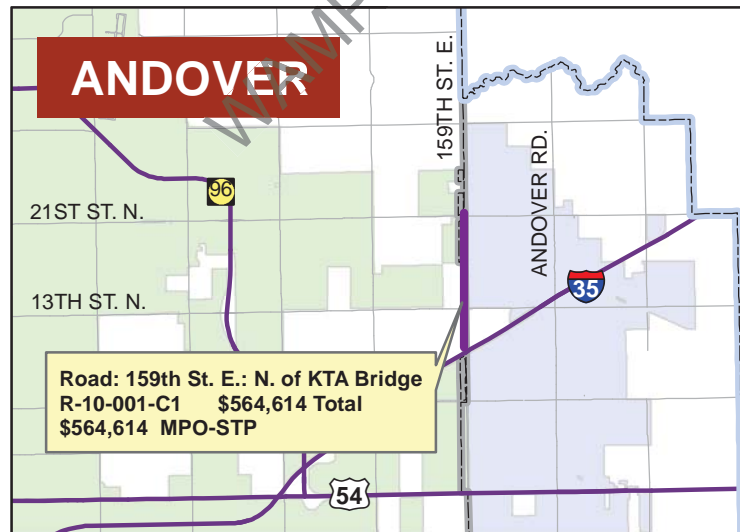 ANDOVER
WAMP
159TH ST. E.
ANDOVER RD.
96
21ST ST. N.
35
13TH ST. N.
Road: 159th St. E.: N. of KTA Bridge
R-10-001-C1 $564,614 Total
$564,614 MPO-STP
54